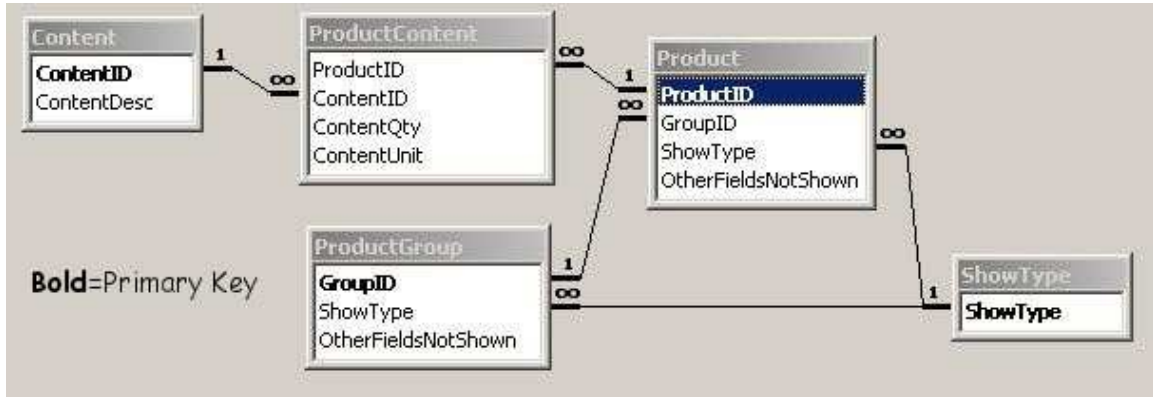 Content
ContentID
ContentDesc
1
∞
ProductContent
ProductID
ContentID
ContentQty
ContentUnit
∞
1
∞
Product
ProductID
GroupID
ShowType
OtherFieldsNotShown
∞
Bold=Primary Key
ProductGroup
GroupID
ShowType
OtherFieldsNotShown
1
∞
1
ShowType
ShowType